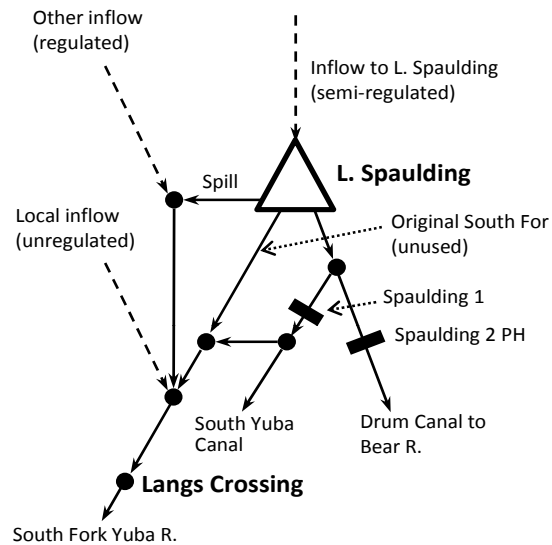 Other inflow
(regulated)
Inflow to L. Spaulding
(semi-regulated)
Spill
L. Spaulding
Local inflow
(unregulated)
Original South For
(unused)
Spaulding 1
Spaulding 2 PH
South Yuba
Canal
Drum Canal to
Bear R.
Langs Crossing
South Fork Yuba R.